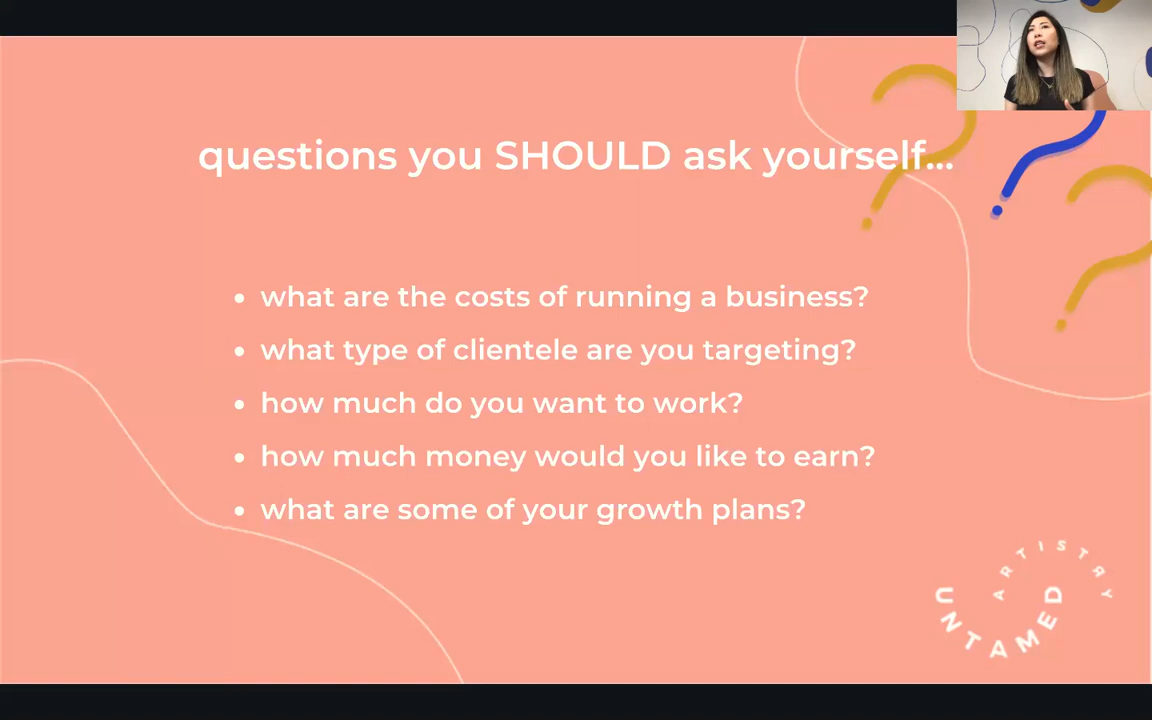 questions you SHOULD ask yourself...
• what are the costs of running a business?
• what type of clientele are you targeting?
• how much do you want to work?
• how much money would you like to earn?
• what are some of your growth plans?
UNTAMED
ARTISTRY